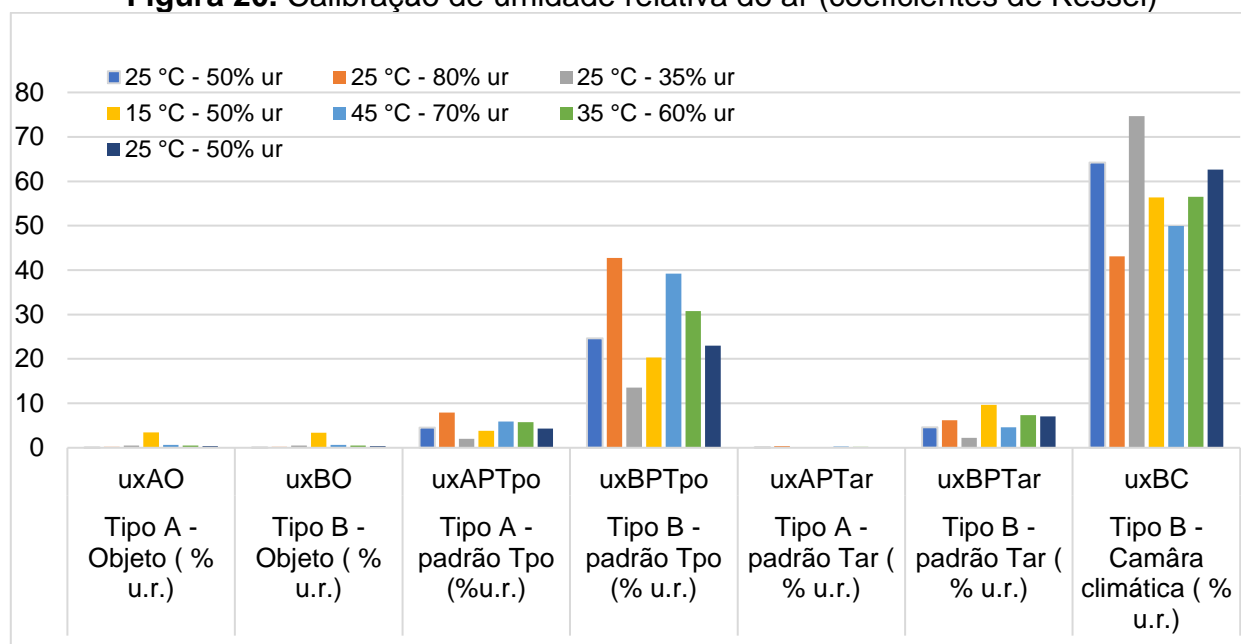 Figura 20. Calibração de umidade relativa do ar (coeficientes de Ressel)
25 °C - 50% ur 25 °C - 80% ur 25 °C - 35% ur
15 °C - 50% ur 45 °C - 70% ur 35 °C - 60% ur
25 °C - 50% ur
80
70
60
50
40
30
20
10
0
uxAO uxBO uxAPTpo uxBPTpo uxAPTar uxBPTar uxBC
Tipo A - Tipo B - Tipo A - Tipo B - Tipo A - Tipo B - Tipo B -
Objeto ( % Objeto ( % padrão Tpo padrão Tpo padrão Tar ( padrão Tar ( Camâra
u.r.) u.r.) (%u.r.) (% u.r.) % u.r.) % u.r.) climática ( %
u.r.)